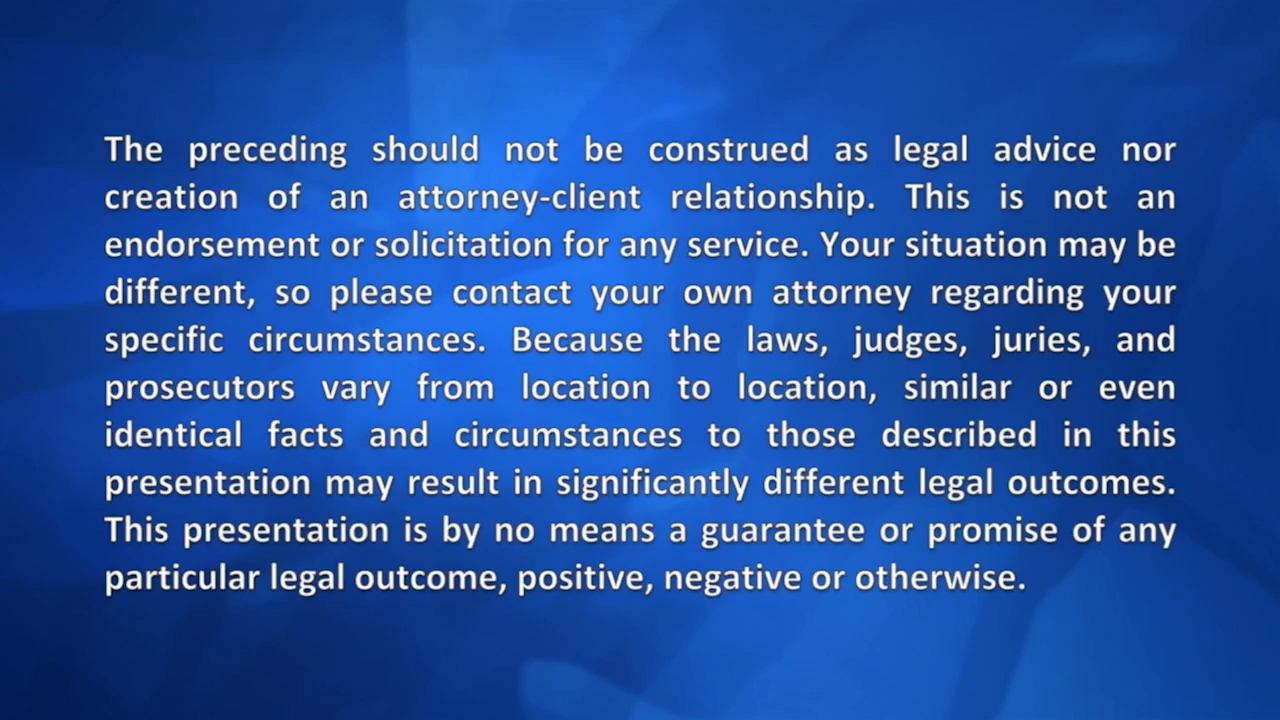 The preceding should not be construed as legal advice nor
creation of an attorney-client relationship. This is not an
endorsement or solicitation for any service. Your situation may be
different, so please contact your own attorney regarding your
specific circumstances. Because the laws, judges, juries, and
prosecutors vary from location to location, similar or even
identical facts and circumstances to those described in this
presentation may result in significantly different legal outcomes.
This presentation is by no means a guarantee or promise of any
particular legal outcome, positive, negative or otherwise.